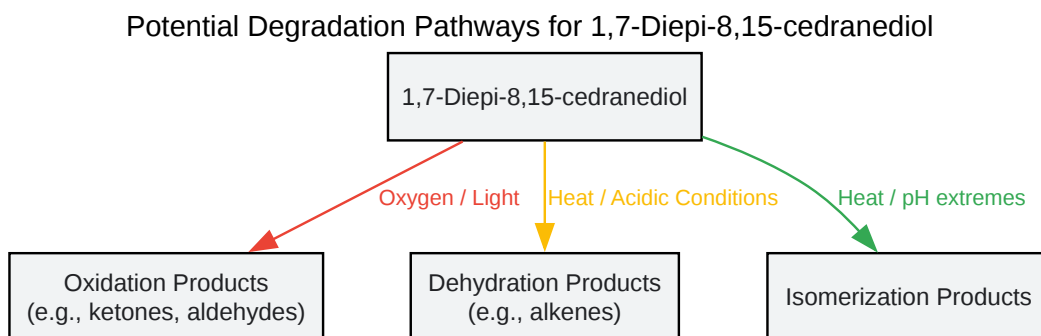 Potential Degradation Pathways for 1,7-Diepi-8,15-cedranediol
1,7-Diepi-8,15-cedranediol
Oxygen / Light
Heat / Acidic Conditions
Heat / pH extremes
Oxidation Products
(e.g., ketones, aldehydes)
Dehydration Products
(e.g., alkenes)
Isomerization Products